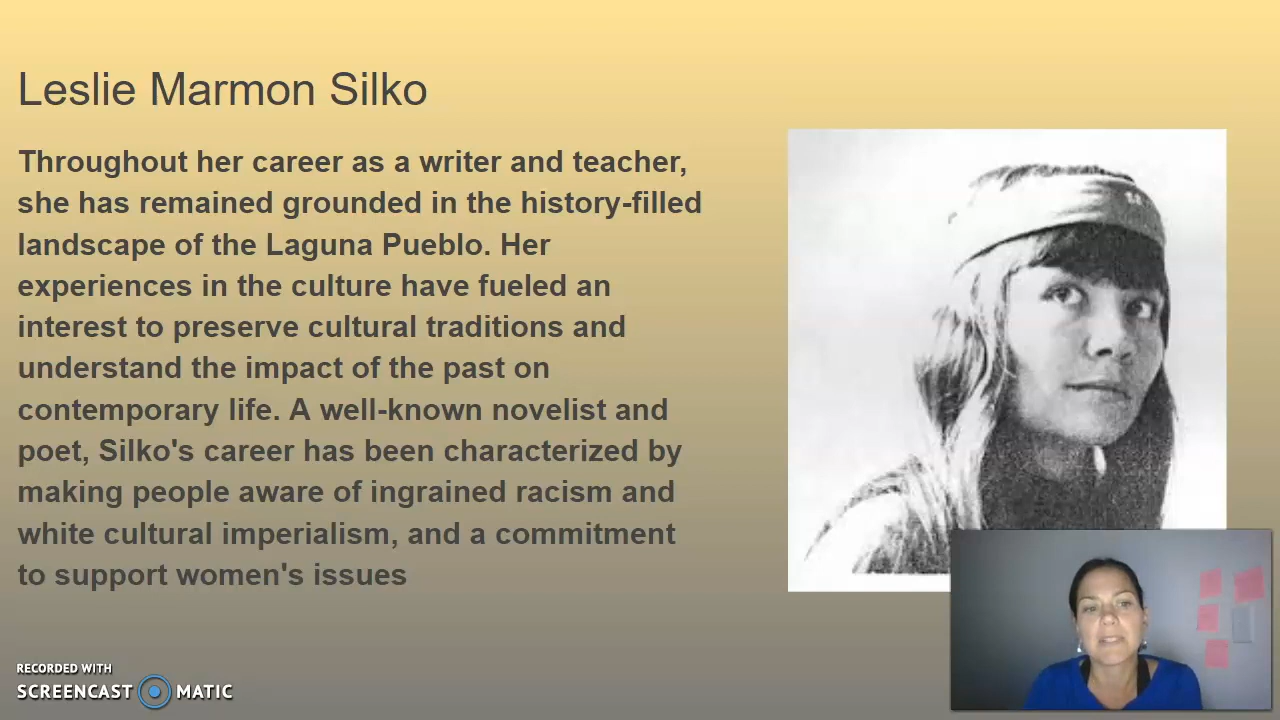 Leslie Marmon Silko
Throughout her career as a writer and teacher,
she has remained grounded in the history-filled
landscape of the Laguna Pueblo. Her
experiences in the culture have fueled an
interest to preserve cultural traditions and
understand the impact of the past on
contemporary life. A well-known novelist and
poet, Silko's career has been characterized by
making people aware of ingrained racism and
white cultural imperialism, and a commitment
to support women's issues
RECORDED WITH
SCREENCAST MATIC